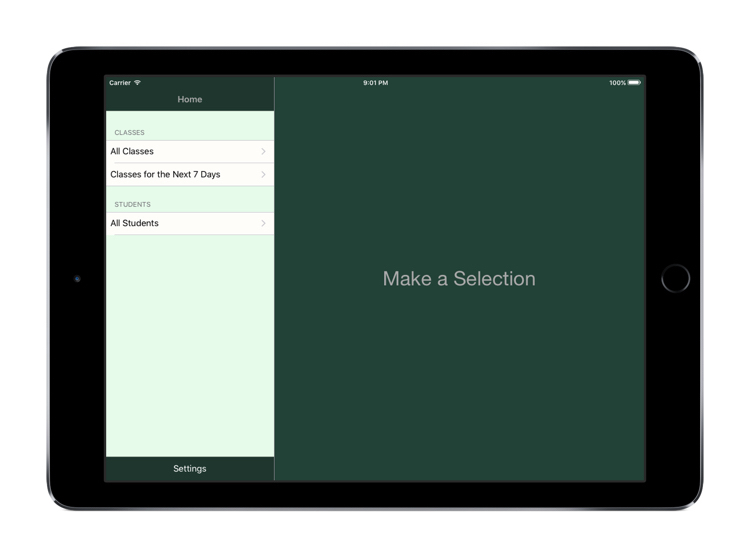 Carrier 9:01 PM 100%
Home
CLASSES
All Classes
Classes for the Next 7 Days
STUDENTS
All Students
Make a Selection
Settings